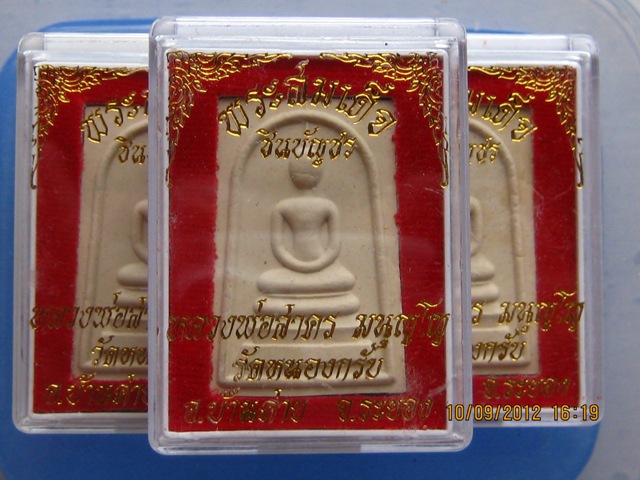 พระสมเด็จ
ชินบัญชร
หลวงพ่อสาคร มนุญโญ
วัดหนองกรับ
อ.บ้านค่าย จ.ระยอง
10/09/2012 16:19